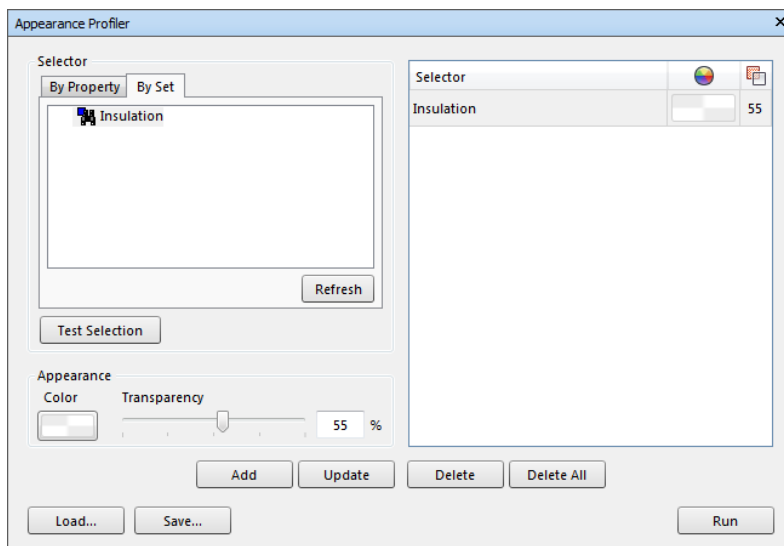 Appearance Profiler
Selector
By Property By Set
Insulation
Refresh
Test Selection
Appearance
Color Transparency
55 %
Selector
Insulation 55
Add Update Delete Delete All
Load... Save... Run